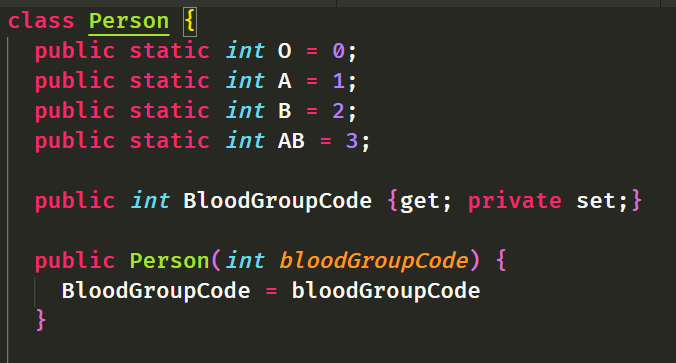 class Person {
public static int O = 0;
public static int A = 1;
public static int B = 2;
public static int AB = 3;
public int BloodGroupCode {get; private set;}
public Person(int bloodGroupCode) {
BloodGroupCode = bloodGroupCode
}